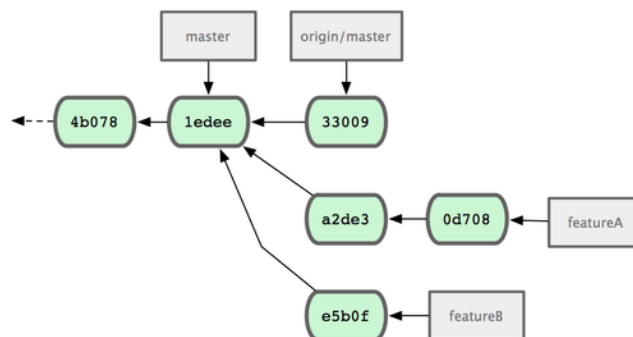 master
origin/master
4b078
1edee
33009
a2de3
0d708
featureA
e5b0f
featureB